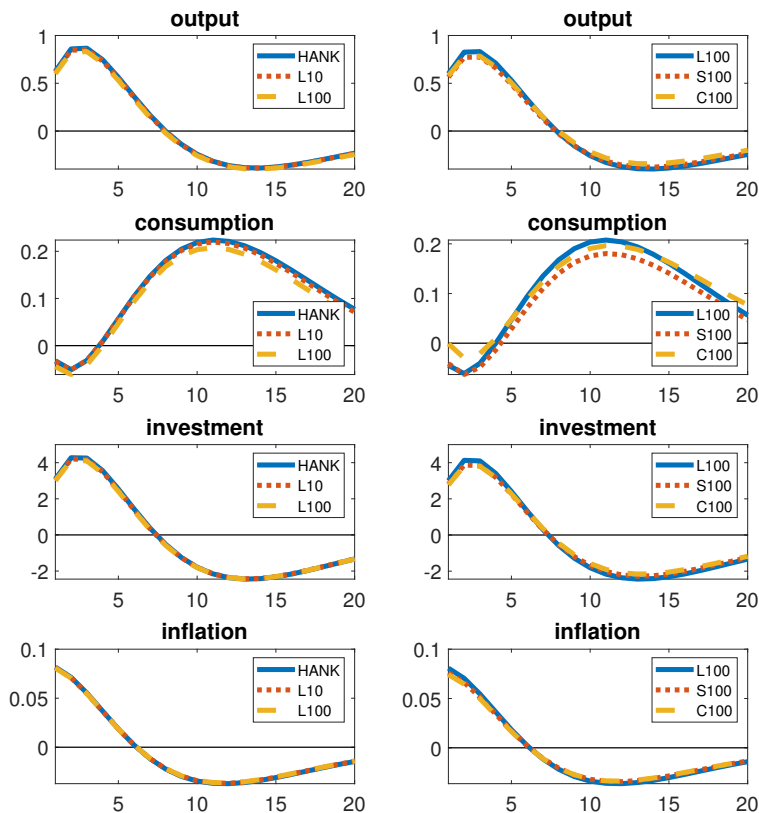 output
1
0.5
0
5
10
15
20
HANK
L10
L100
output
1
0.5
0
5
10
15
20
L100
S100
C100
consumption
0.2
0.1
0
5
10
15
20
HANK
L10
L100
consumption
0.2
0.1
0
5
10
15
20
L100
S100
C100
investment
4
2
0
-2
5
10
15
20
HANK
L10
L100
investment
4
2
0
-2
5
10
15
20
L100
S100
C100
inflation
0.1
0.05
0
5
10
15
20
HANK
L10
L100
inflation
0.1
0.05
0
5
10
15
20
L100
S100
C100